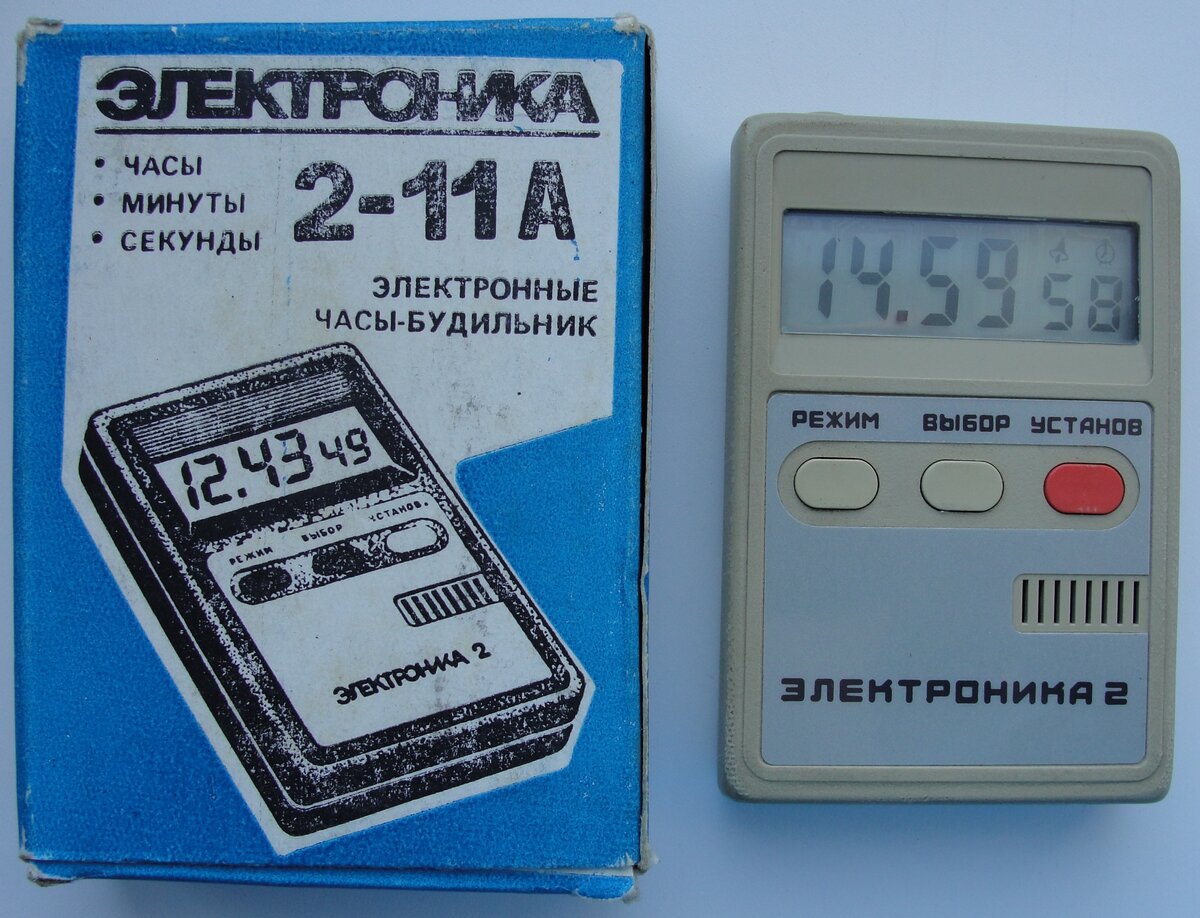 ЭЛЕКТРОНИКА
• ЧАСЫ
• МИНУТЫ
• СЕКУНДЫ
2-11А
ЭЛЕКТРОННЫЕ
ЧАСЫ-БУДИЛЬНИК
12.43 49
РЕЖИМ ВЫБОР УСТАНОВ
ЭЛЕКТРОНИКА 2
14.59 58
РЕЖИМ ВЫБОР УСТАНОВ
ЭЛЕКТРОНИКА 2